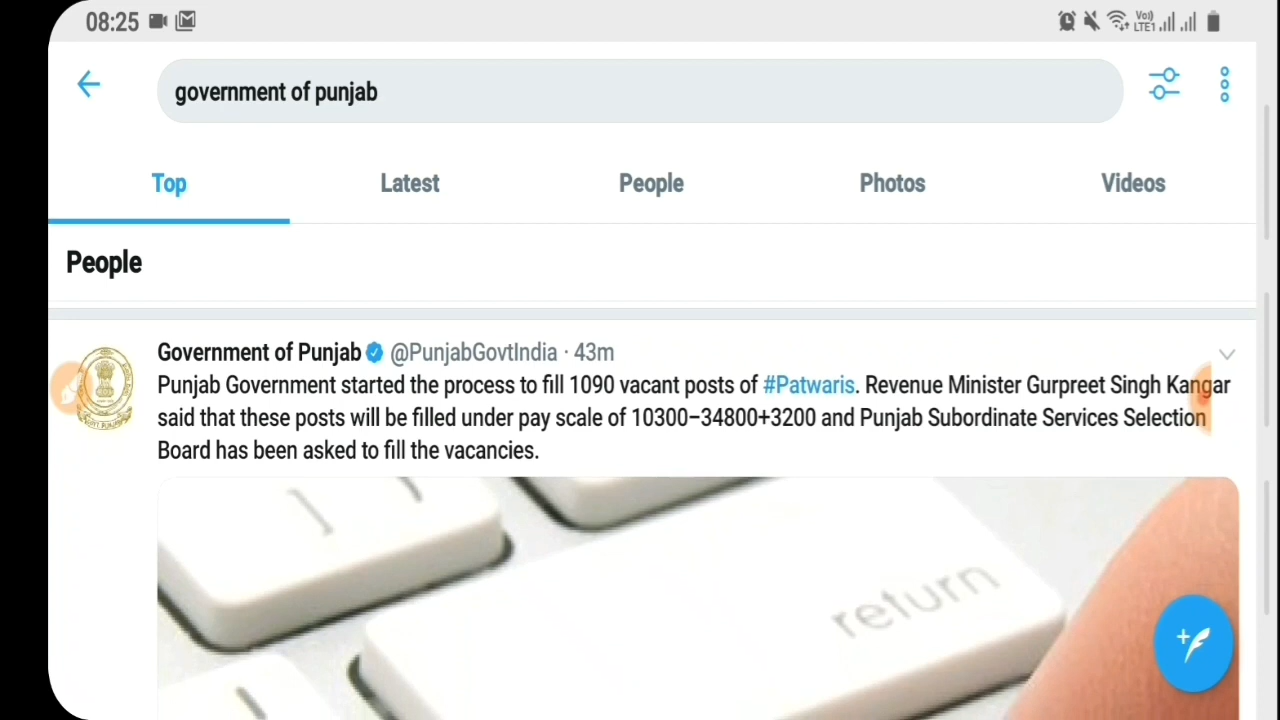 08:25
Vo)
LTE1
government of punjab
Top Latest People Photos Videos
People
Government of Punjab @PunjabGovtIndia · 43m
Punjab Government started the process to fill 1090 vacant posts of #Patwaris. Revenue Minister Gurpreet Singh Kangar
said that these posts will be filled under pay scale of 10300–34800+3200 and Punjab Subordinate Services Selection
Board has been asked to fill the vacancies.
]
return